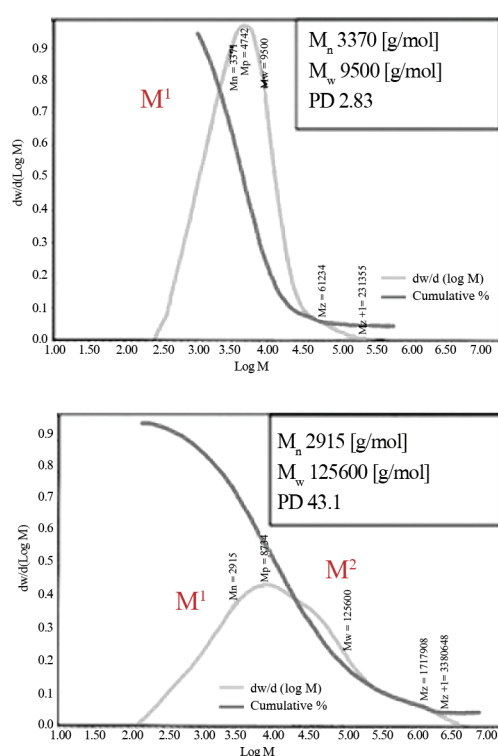 0.9
0.8
0.7
0.6
0.5
0.4
0.3
0.2
0.1
0.0
dw/d(Log M)
M¹
Mn = 3371
Mp = 4742
Mw = 9500
Mₙ 3370 [g/mol]
M_w 9500 [g/mol]
PD 2.83
Mz = 61234
Mz +1= 231355
dw/d (log M)
Cumulative %
1.00 2.00 2.50 3.00 3.50 4.00 4.50 5.00 5.50 6.00 6.50 7.00
Log M
0.9
0.8
0.7
0.6
0.5
0.4
0.3
0.2
0.1
0.0
dw/d(Log M)
Mₙ 2915 [g/mol]
M_w 125600 [g/mol]
PD 43.1
M¹
Mn = 2915
Mp = 8734
M²
Mw = 125600
Mz = 1717908
Mz +1= 3380648
dw/d (log M)
Cumulative %
1.00 2.00 2.50 3.00 3.50 4.00 4.50 5.00 5.50 6.00 6.50 7.00
Log M